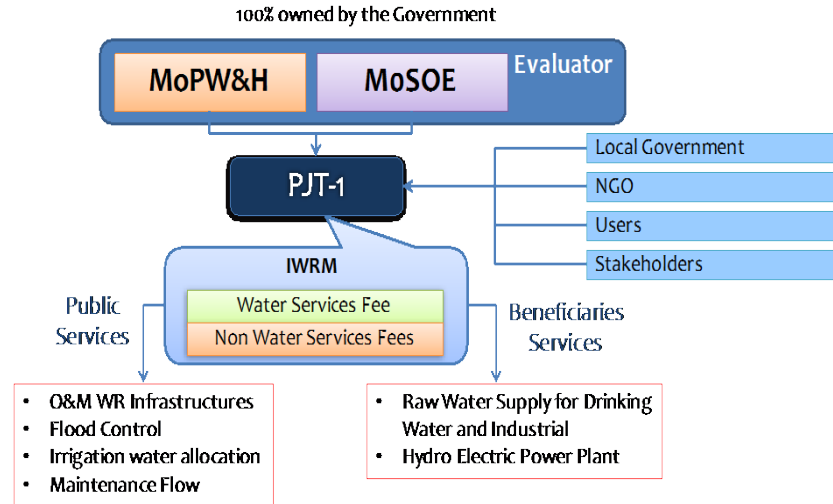 100% owned by the Government
MoPW&H
MoSOE
Evaluator
PJT-1
Local Government
NGO
Users
Stakeholders
IWRM
Water Services Fee
Non Water Services Fees
Public
Services
Beneficiaries
Services
• O&M WR Infrastructures
• Flood Control
• Irrigation water allocation
• Maintenance Flow
• Raw Water Supply for Drinking
Water and Industrial
• Hydro Electric Power Plant